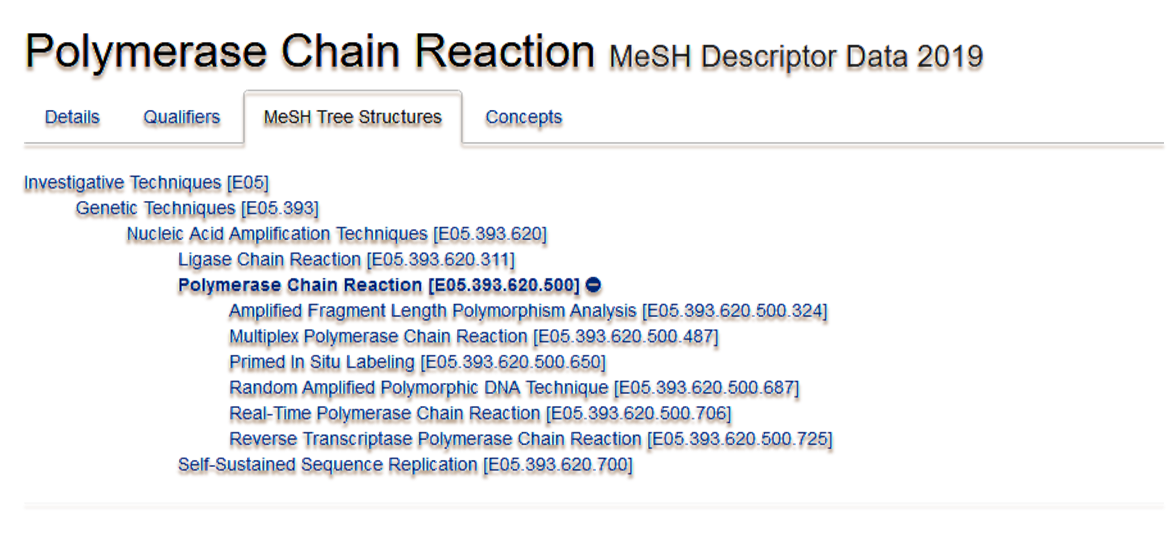 Polymerase Chain Reaction MeSH Descriptor Data 2019
Details Qualifiers MeSH Tree Structures Concepts
Investigative Techniques [E05]
Genetic Techniques [E05.393]
Nucleic Acid Amplification Techniques [E05.393.620]
Ligase Chain Reaction [E05.393.620.311]
Polymerase Chain Reaction [E05.393.620.500]
Amplified Fragment Length Polymorphism Analysis [E05.393.620.500.324]
Multiplex Polymerase Chain Reaction [E05.393.620.500.487]
Primed In Situ Labeling [E05.393.620.500.650]
Random Amplified Polymorphic DNA Technique [E05.393.620.500.687]
Real-Time Polymerase Chain Reaction [E05.393.620.500.706]
Reverse Transcriptase Polymerase Chain Reaction [E05.393.620.500.725]
Self-Sustained Sequence Replication [E05.393.620.700]